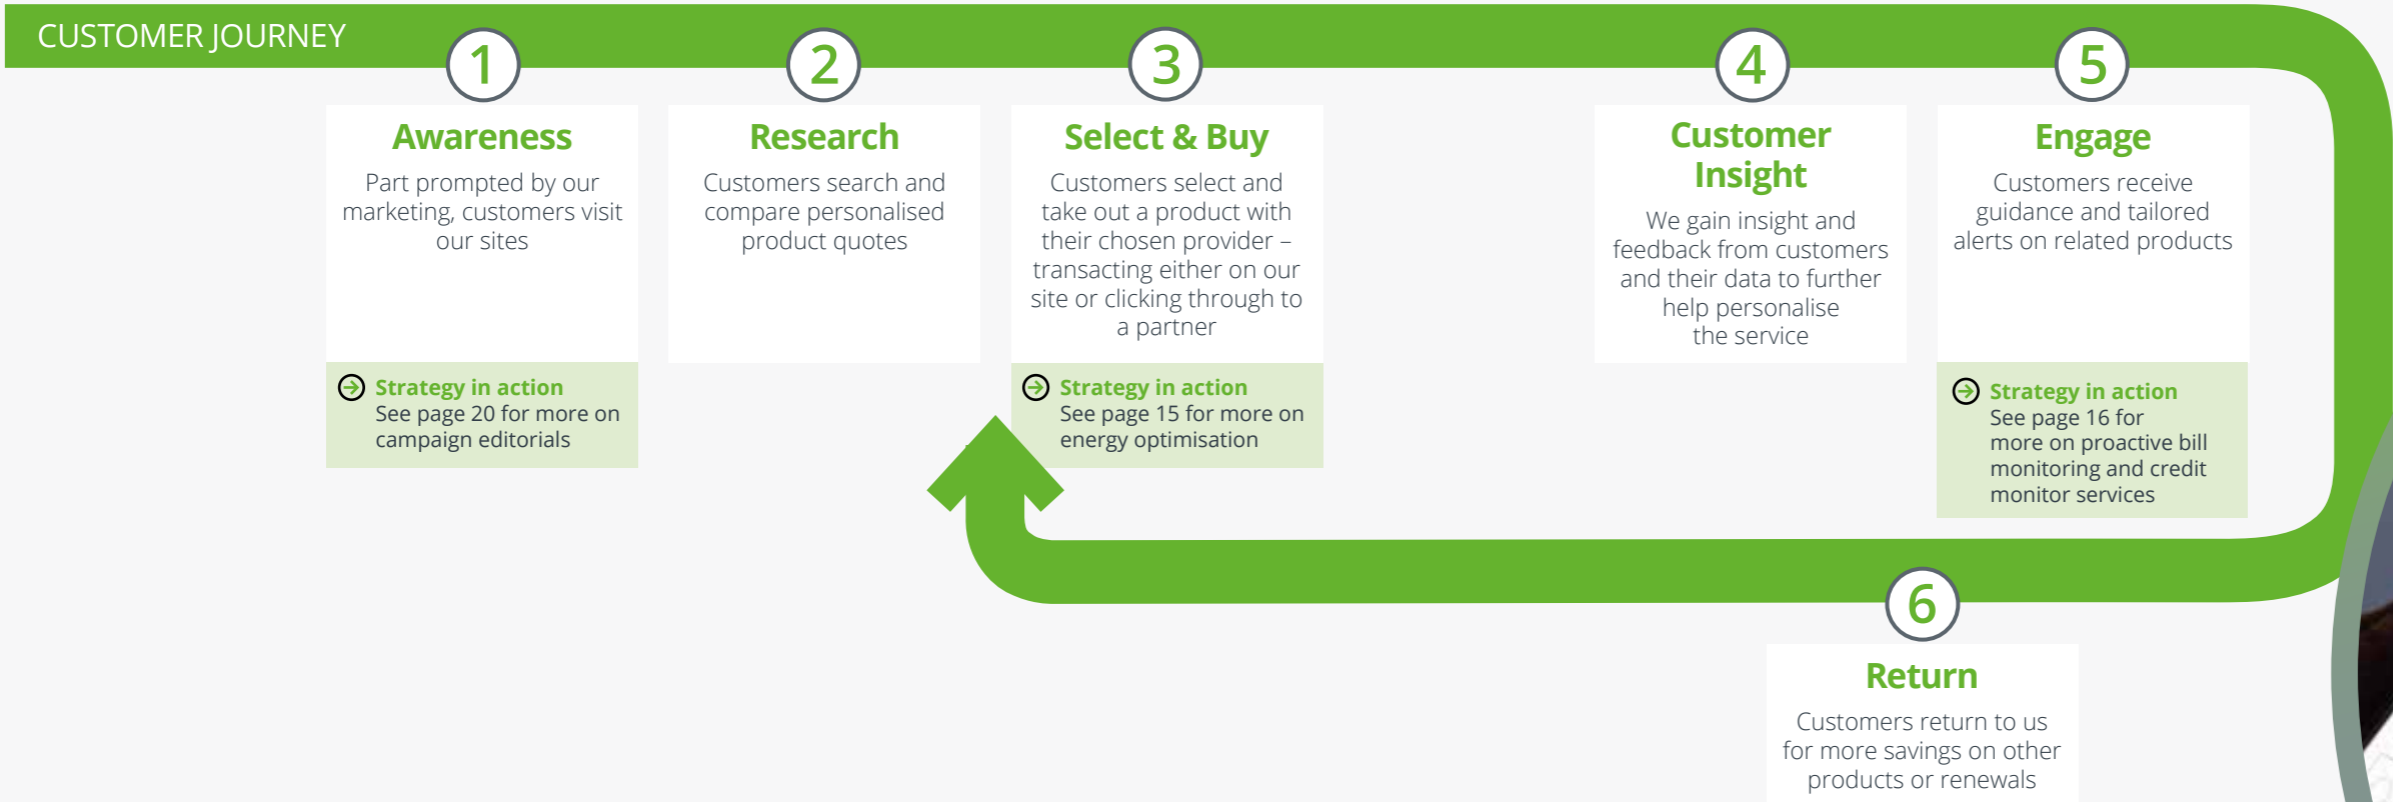 CUSTOMER JOURNEY
1
Awareness
Part prompted by our
marketing, customers visit
our sites
Strategy in action
See page 20 for more on
campaign editorials
2
Research
Customers search and
compare personalised
product quotes
3
Select & Buy
Customers select and
take out a product with
their chosen provider –
transacting either on our
site or clicking through to
a partner
Strategy in action
See page 15 for more on
energy optimisation
4
Customer
Insight
We gain insight and
feedback from customers
and their data to further
help personalise
the service
5
Engage
Customers receive
guidance and tailored
alerts on related products
Strategy in action
See page 16 for
more on proactive bill
monitoring and credit
monitor services
6
Return
Customers return to us
for more savings on other
products or renewals